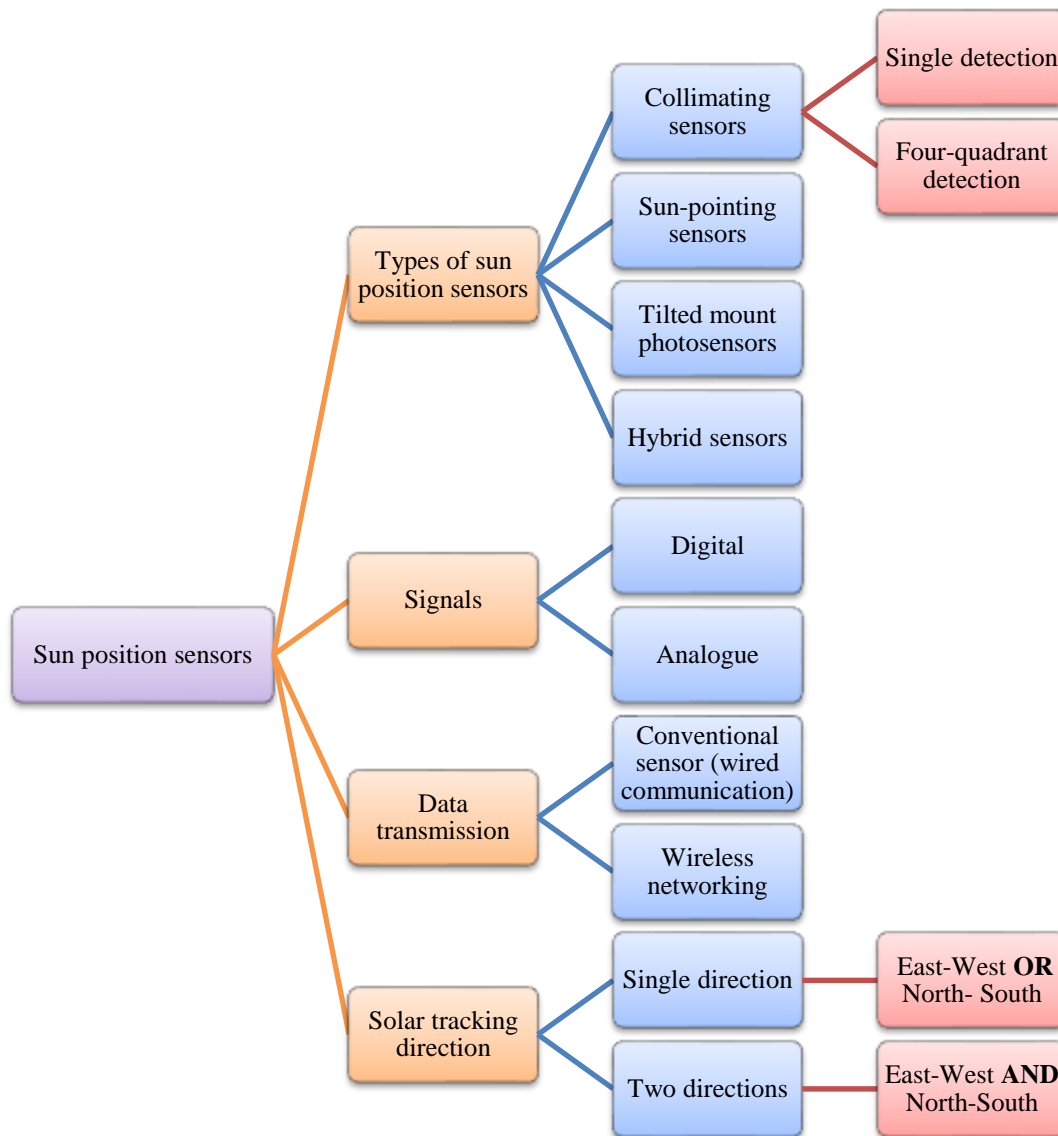 Sun position sensors
Types of sun
position sensors
Collimating
sensors
Single detection
Four-quadrant
detection
Sun-pointing
sensors
Tilted mount
photosensors
Hybrid sensors
Signals
Digital
Analogue
Data
transmission
Conventional
sensor (wired
communication)
Wireless
networking
Solar tracking
direction
Single direction
East-West OR
North- South
Two directions
East-West AND
North-South